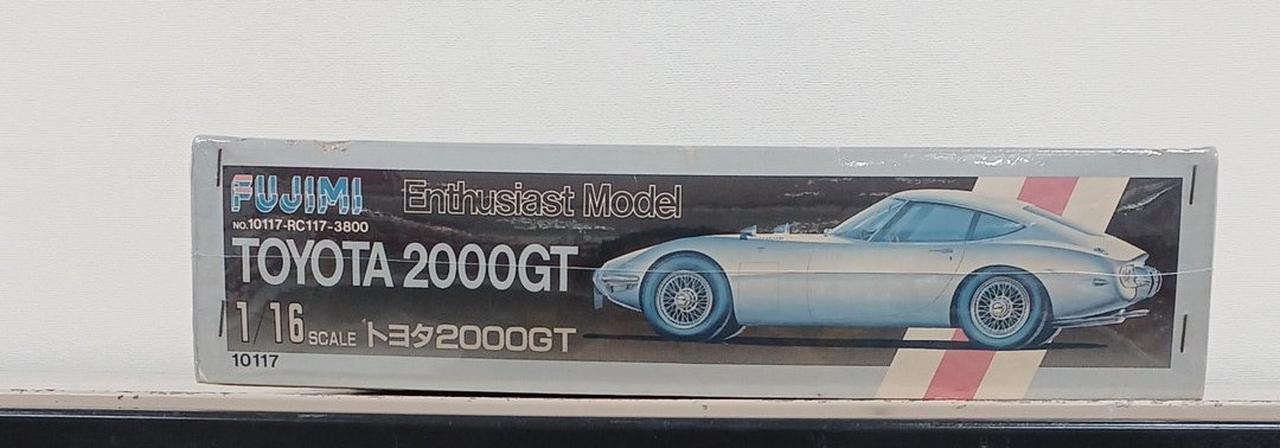 FUJIMI Enthusiast Model
NO.10117-RC117-3800
TOYOTA 2000GT
1/16 SCALE トヨタ2000GT
10117